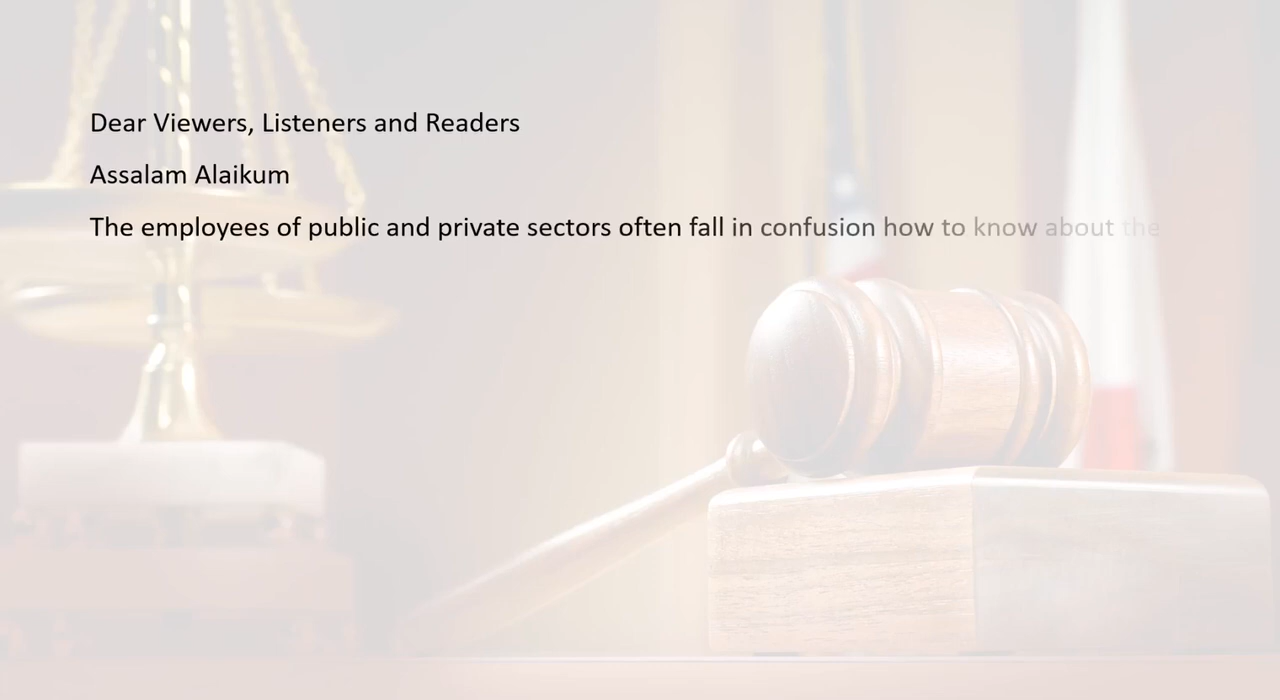 Dear Viewers, Listeners and Readers
Assalam Alaikum
The employees of public and private sectors often fall in confusion how to know about the